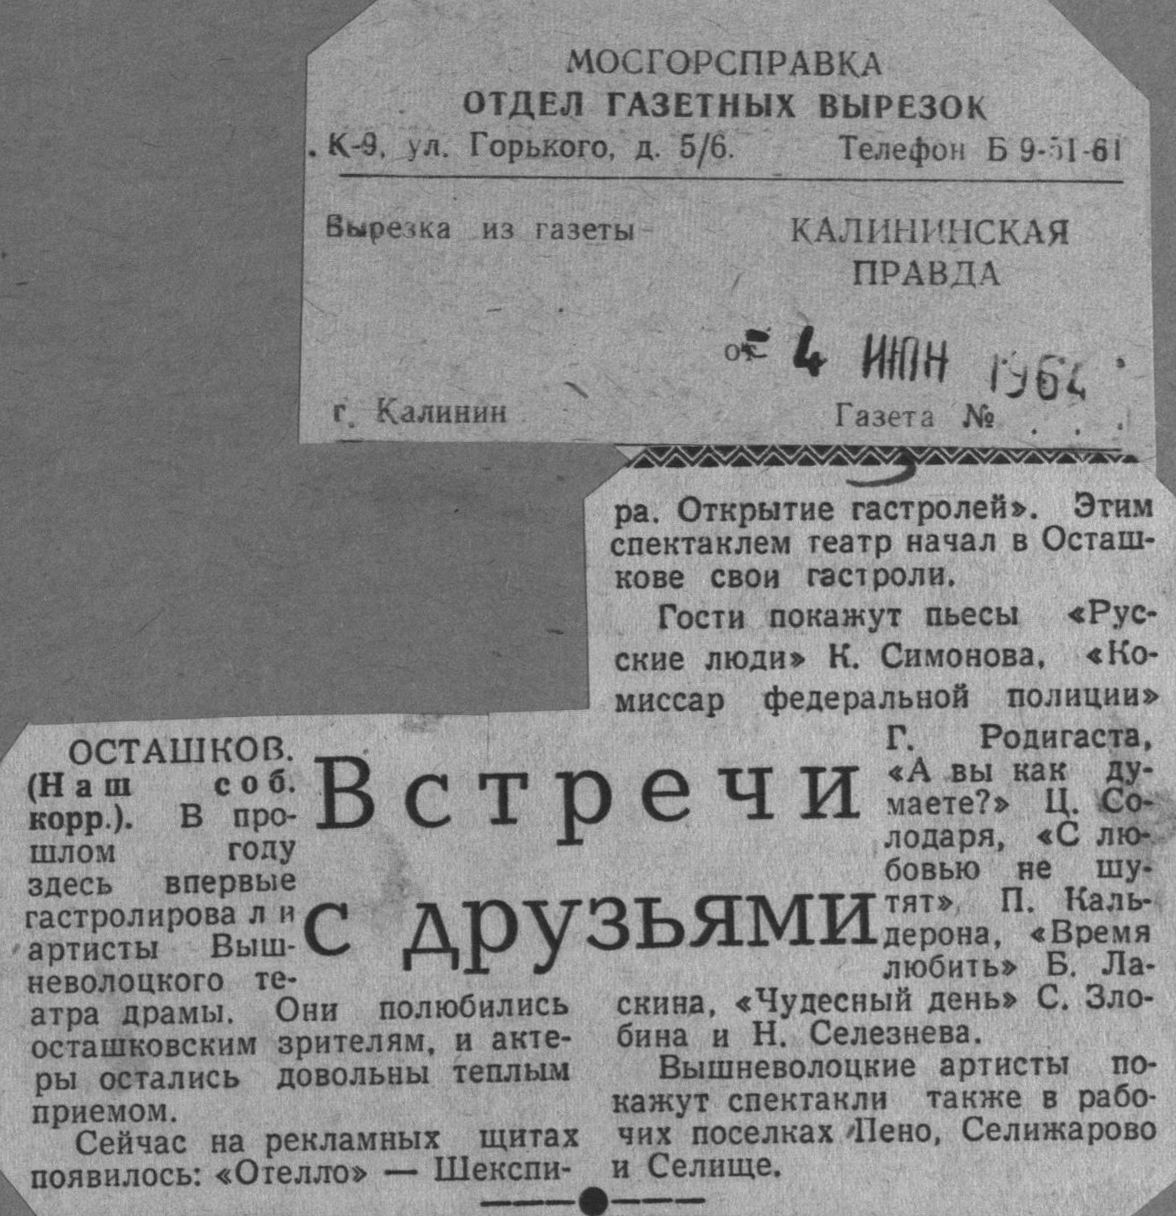 МОСГОРСПРАВКА
ОТДЕЛ ГАЗЕТНЫХ ВЫРЕЗОК
К-9, ул. Горького, д. 5/6. Телефон Б 9-51-61
Вырезка из газеты
КАЛИНИНСКАЯ
ПРАВДА
от - 4 ИЮН 1964
г. Калинин Газета № . . .
ОСТАШКОВ.
(Наш соб.
корр.). В про-
шлом году
здесь впервые
гастролировали
артисты Выш-
неволоцкого те-
атра драмы. Они полюбились
осташковским зрителям, и акте-
ры остались довольны теплым
приемом.
Сейчас на рекламных щитах
появилось: «Отелло» — Шекспи-
Встречи
с друзьями
ра. Открытие гастролей». Этим
спектаклем театр начал в Осташ-
кове свои гастроли.
Гости покажут пьесы «Рус-
ские люди» К. Симонова, «Ко-
миссар федеральной полиции»
Г. Родигаста,
«А вы как ду-
маете?» Ц. Со-
лодаря, «С лю-
бовью не шу-
тят» П. Каль-
дерона, «Время
любить» Б. Ла-
скина, «Чудесный день» С. Зло-
бина и Н. Селезнева.
Вышневолоцкие артисты по-
кажут спектакли также в рабо-
чих поселках Пено, Селижарово
и Селище.